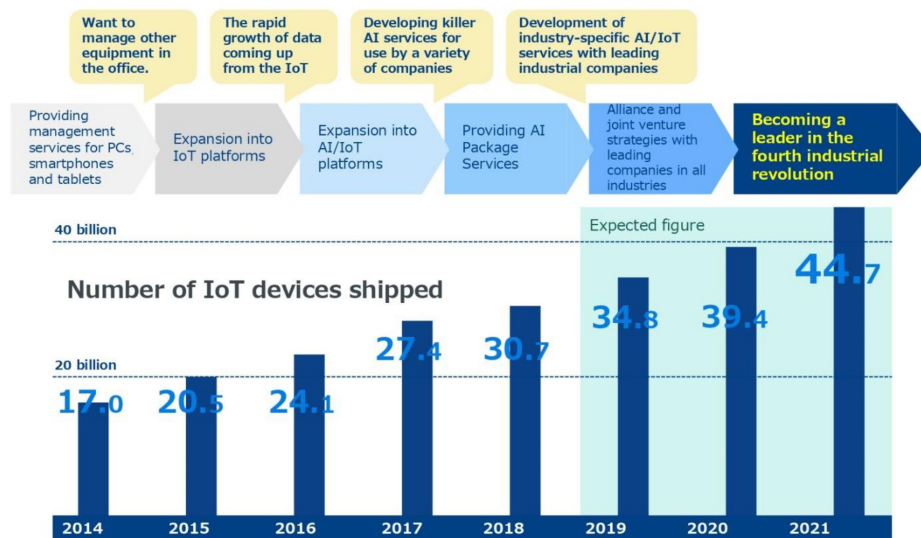 Want to
manage other
equipment in
the office.
The rapid
growth of data
coming up
from the IoT
Developing killer
AI services for
use by a variety
of companies
Development of
industry-specific AI/IoT
services with leading
industrial companies
Providing
management
services for PCs,
smartphones
and tablets
Expansion into
IoT platforms
Expansion into
AI/IoT
platforms
Providing AI
Package
Services
Alliance and
joint venture
strategies with
leading
companies in all
industries
Becoming a
leader in the
fourth industrial
revolution
40 billion
Expected figure
Number of IoT devices shipped
20 billion
17.0
20.5
24.1
27.4
30.7
34.8
39.4
44.7
2014
2015
2016
2017
2018
2019
2020
2021